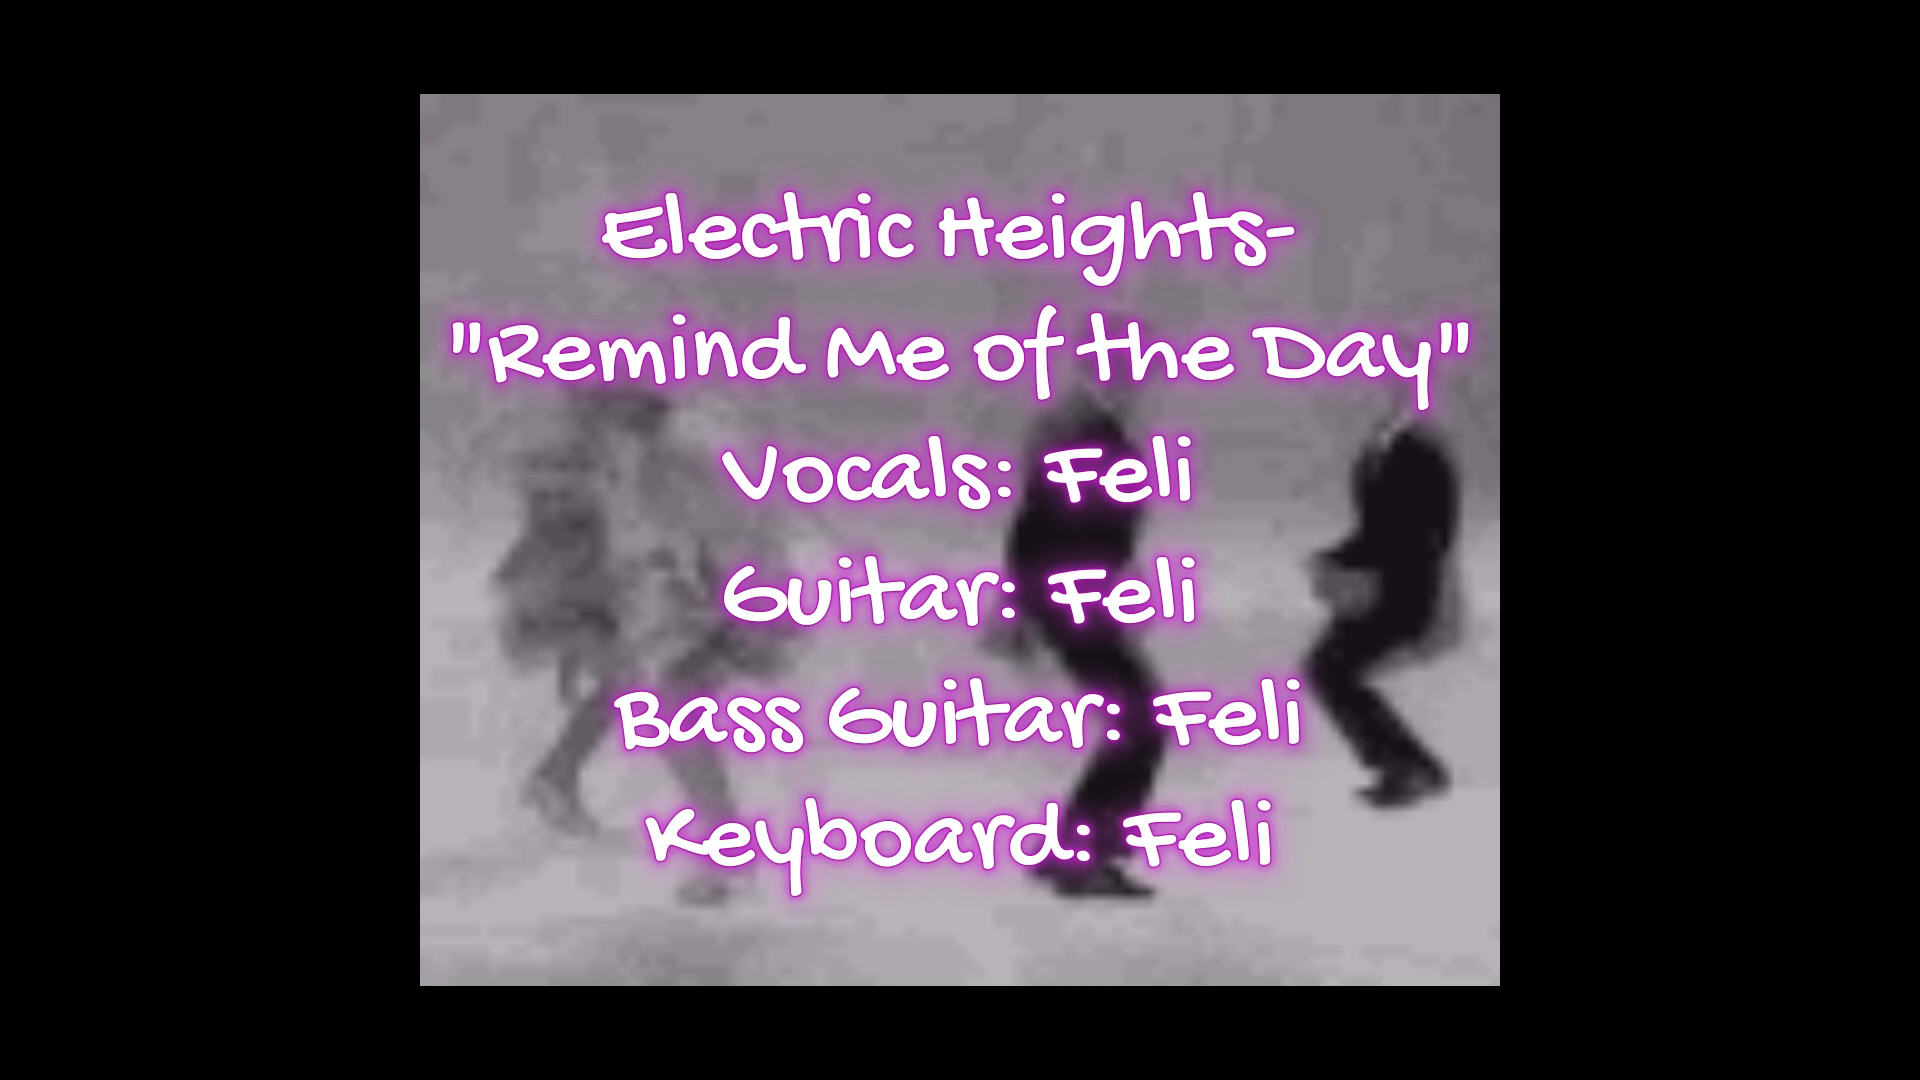 Electric Heights-
"Remind Me of the Day"
Vocals: Feli
Guitar: Feli
Bass Guitar: Feli
Keyboard: Feli